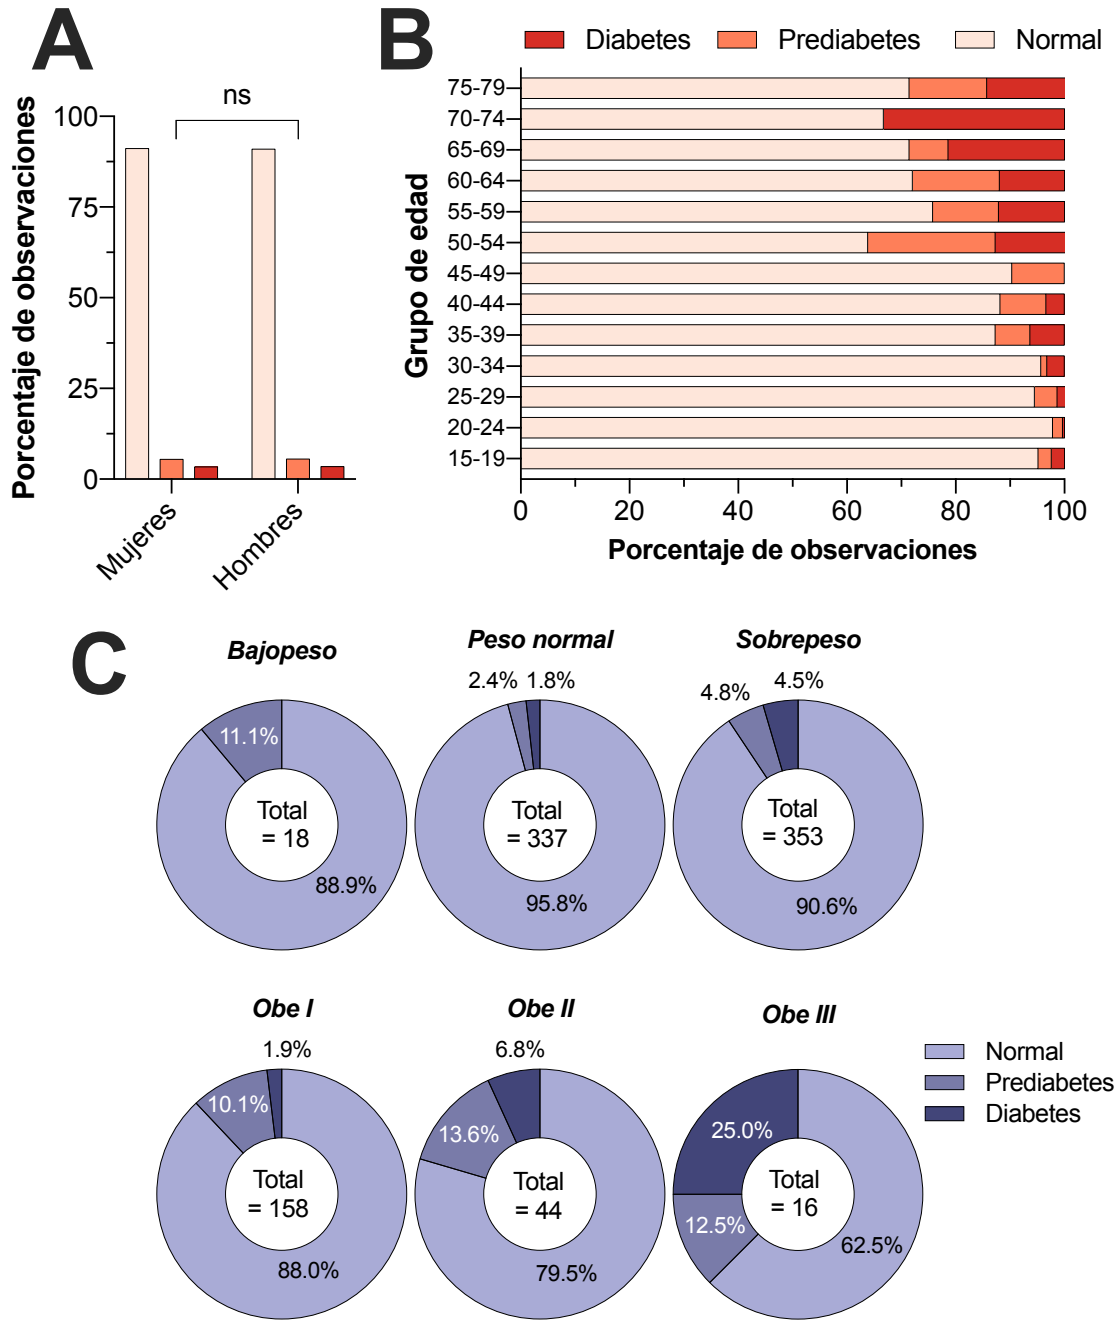 A
ns
Porcentaje de observaciones
100
75
50
25
0
Mujeres
Hombres
B
Diabetes
Prediabetes
Normal
Grupo de edad
75-79
70-74
65-69
60-64
55-59
50-54
45-49
40-44
35-39
30-34
25-29
20-24
15-19
0 20 40 60 80 100
Porcentaje de observaciones
C
Bajopeso
11.1%
Total
= 18
88.9%
Peso normal
2.4% 1.8%
Total
= 337
95.8%
Sobrepeso
4.8% 4.5%
Total
= 353
90.6%
Obe I
1.9%
10.1%
Total
= 158
88.0%
Obe II
6.8%
13.6%
Total
= 44
79.5%
Obe III
25.0%
12.5%
Total
= 16
62.5%
Normal
Prediabetes
Diabetes